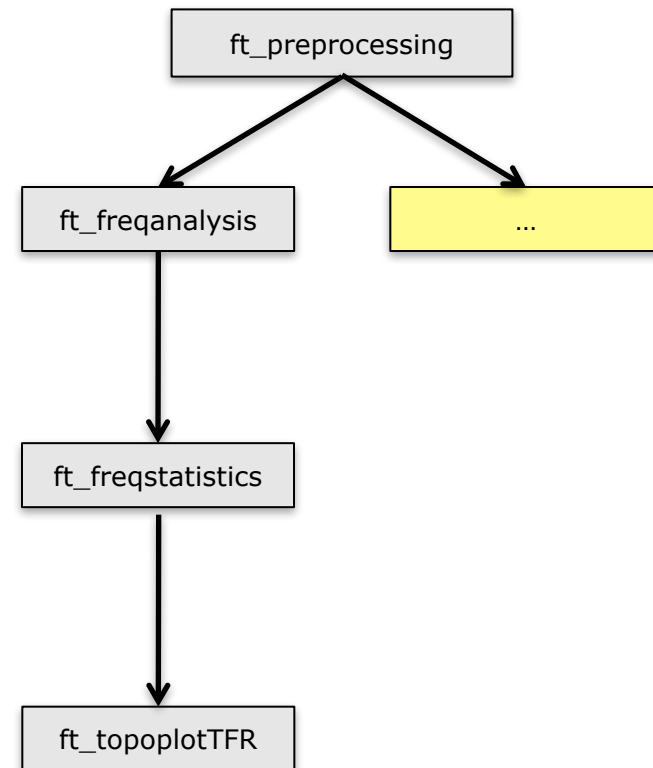 ft_preprocessing
ft_freqanalysis
…
ft_freqstatistics
ft_topoplotTFR